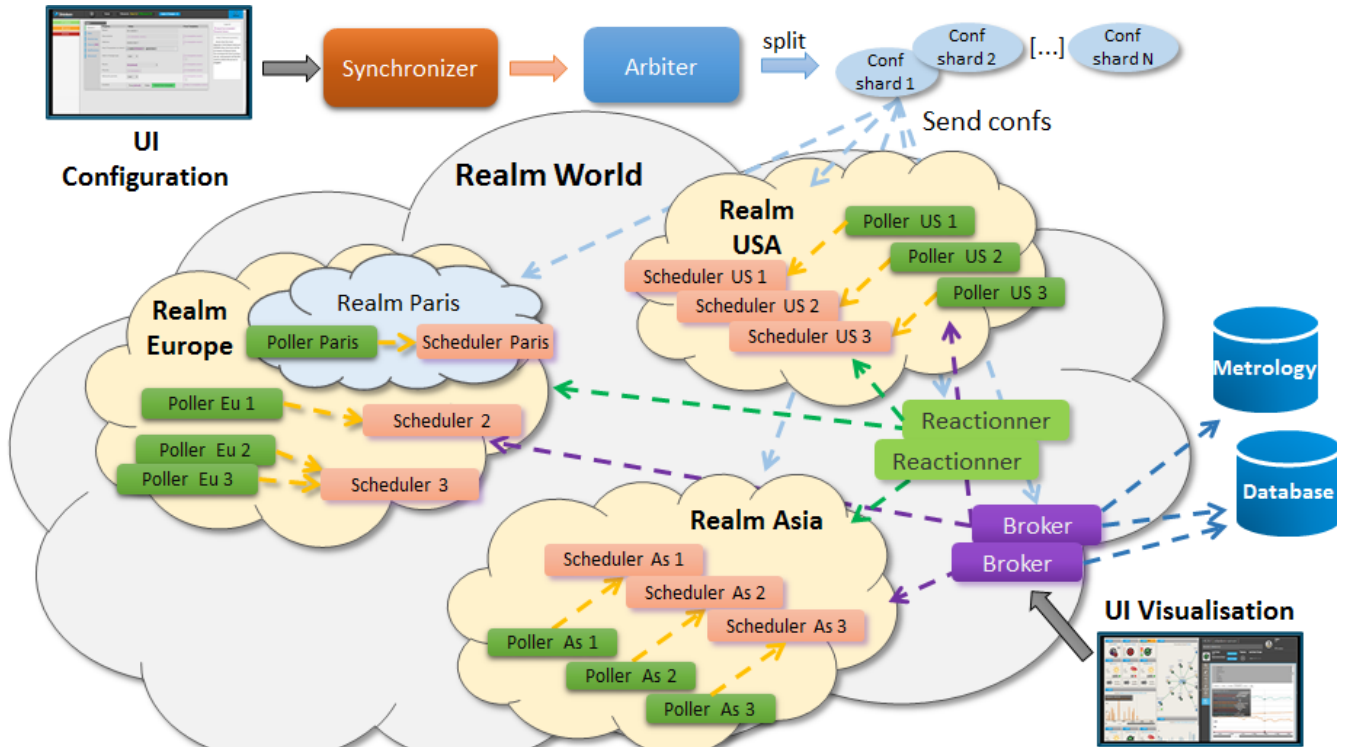 Synchronizer
Arbiter
split
Conf
shard 1
Conf
shard 2
[...]
Conf
shard N
UI
Configuration
Send confs
Realm World
Realm
USA
Poller US 1
Poller US 2
Poller US 3
Scheduler US 1
Scheduler US 2
Scheduler US 3
Realm
Europe
Realm Paris
Poller Paris
Scheduler Paris
Poller Eu 1
Scheduler 2
Poller Eu 2
Poller Eu 3
Scheduler 3
Reactionner
Reactionner
Metrology
Database
Realm Asia
Scheduler As 1
Scheduler As 2
Scheduler As 3
Poller As 1
Poller As 2
Poller As 3
Broker
Broker
UI Visualisation